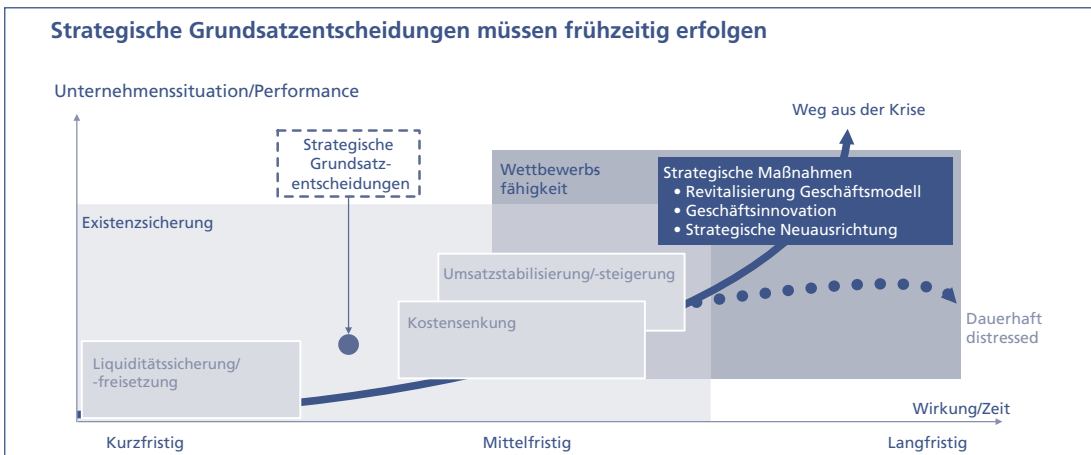 Strategische Grundsatzentscheidungen müssen frühzeitig erfolgen
Unternehmenssituation/Performance
Weg aus der Krise
Strategische
Grundsatz-
entscheidungen
Wettbewerbs
fähigkeit
Strategische Maßnahmen
• Revitalisierung Geschäftsmodell
• Geschäftsinnovation
• Strategische Neuausrichtung
Existenzsicherung
Umsatzstabilisierung/-steigerung
Kostensenkung
Dauerhaft
distressed
Liquiditätssicherung/
-freisetzung
Wirkung/Zeit
Kurzfristig
Mittelfristig
Langfristig